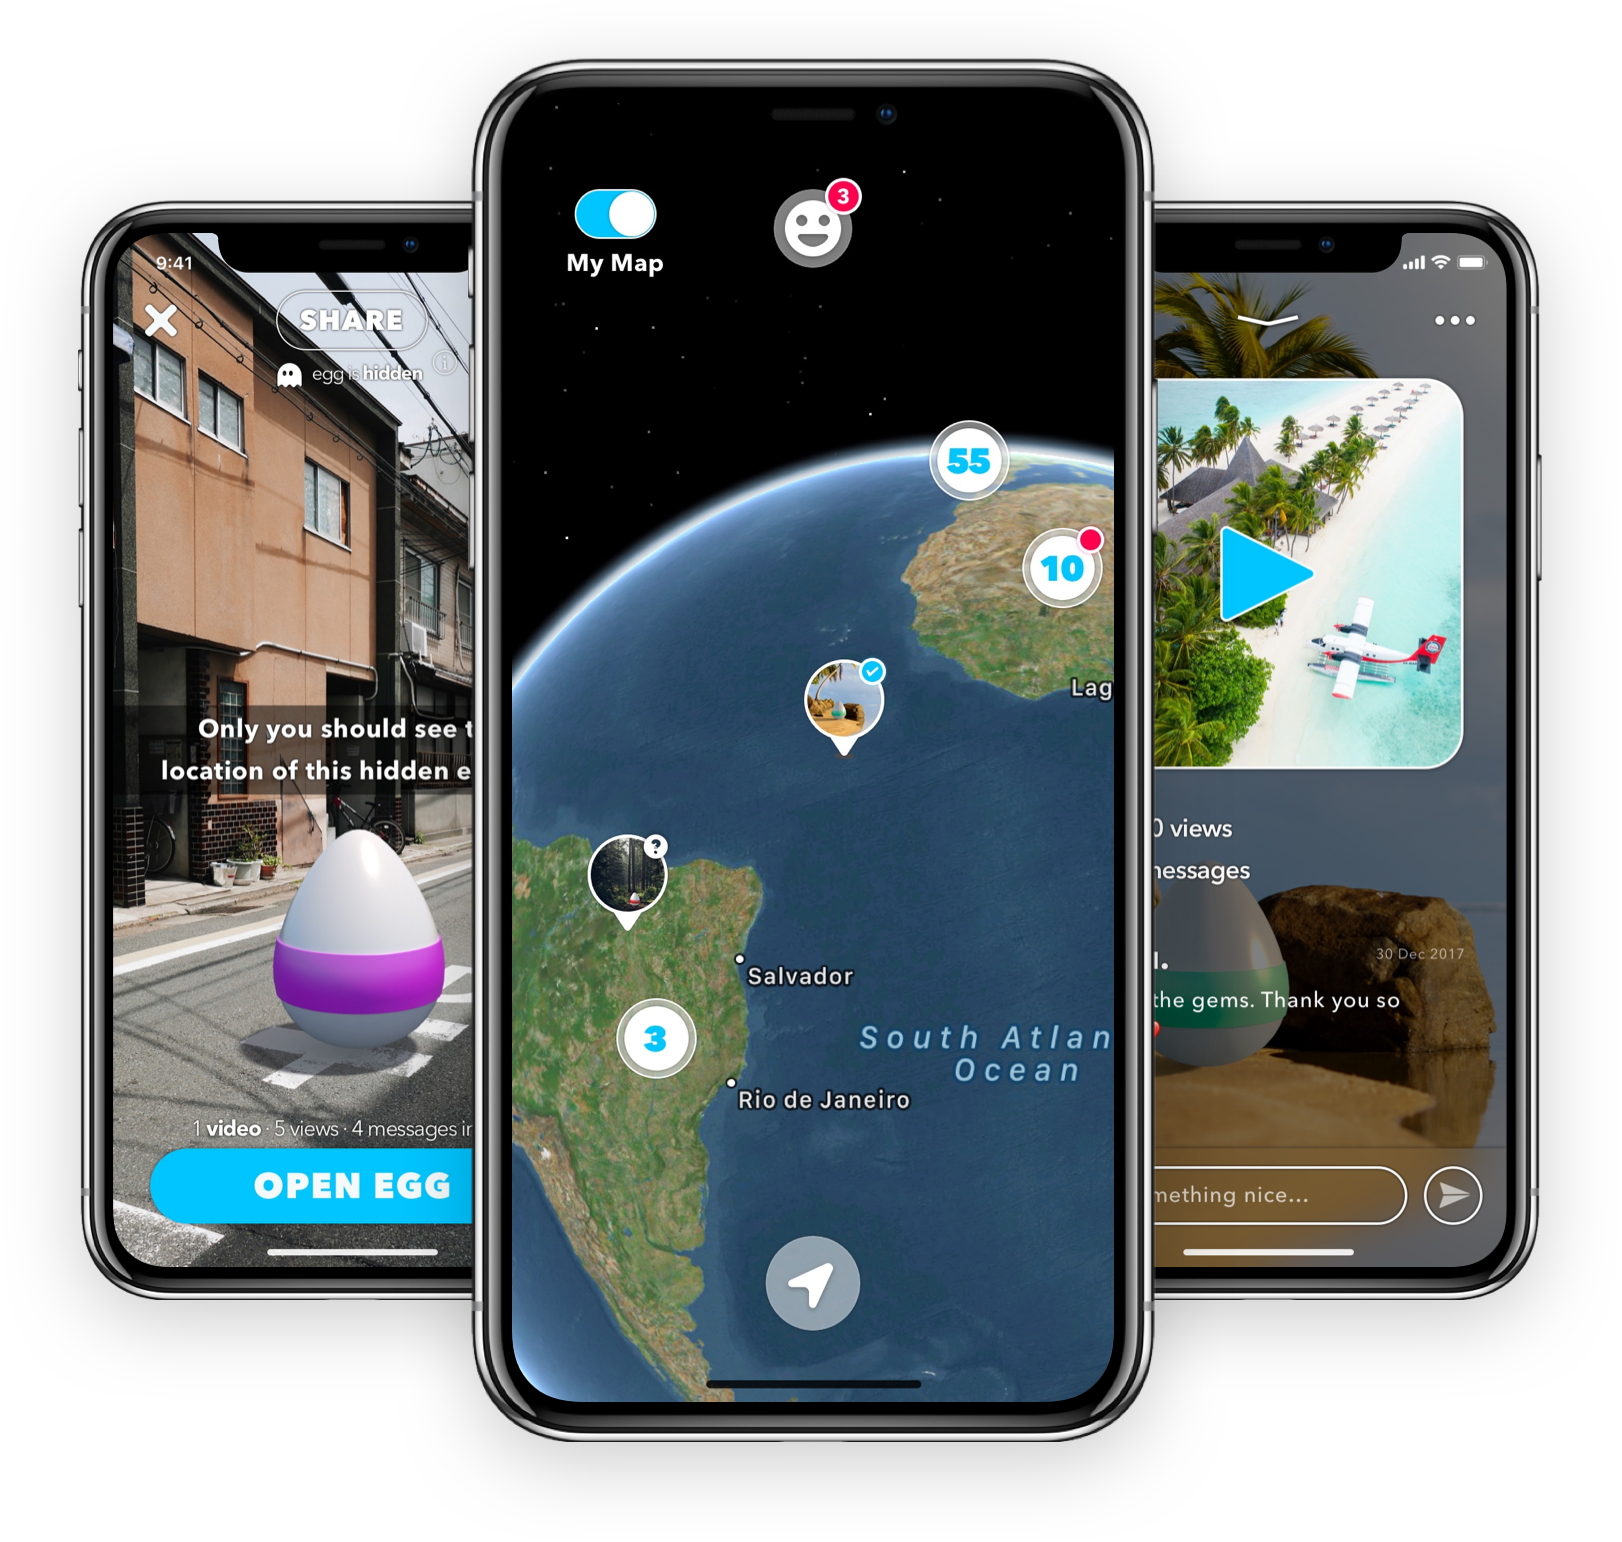 9:41
SHARE
egg is hidden
Only you should see
location of this hidden
1 video · 5 views · 4 messages
OPEN EGG
3
My Map
55
10
Lag
?
Salvador
3
South Atlan
Ocean
Rio de Janeiro
0 views
messages
30 Dec 2017
the gems. Thank you so
mething nice...